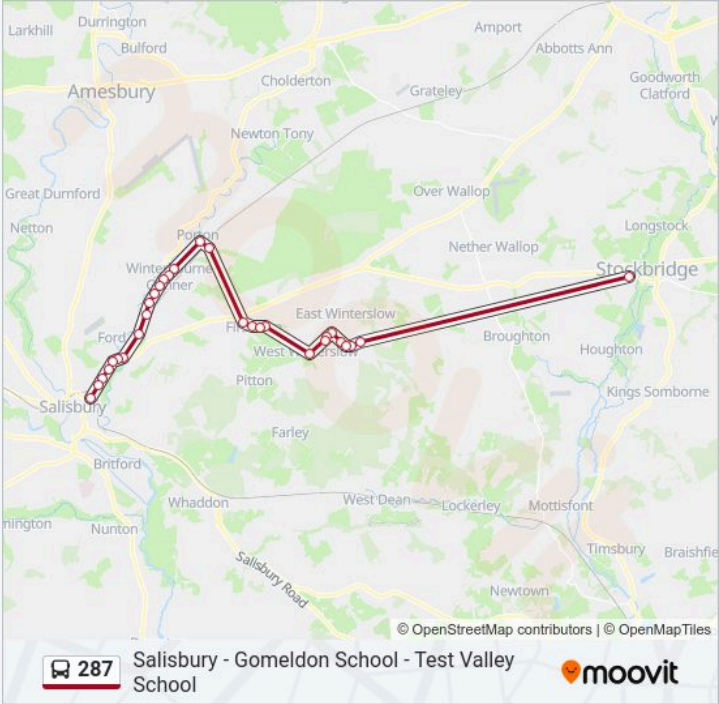 Larkhill
Durrington
Amport
Bulford
Abbotts Ann
Amesbury
Cholderton
Goodworth
Clatford
Grateley
Newton Tony
Great Durnford
Over Wallop
Netton
Longstock
Porton
Nether Wallop
Stockbridge
East Winterslow
Ford
Broughton
Houghton
West Winterslow
Pitton
Kings Somborne
Salisbury
Farley
Britford
Whaddon
West Dean
Lockerley
Mottisfont
Nunton
Timsbury
Salisbury Road
Newtown
© OpenStreetMap contributors | © OpenMapTiles
287
Salisbury - Gomeldon School - Test Valley
School
moovit